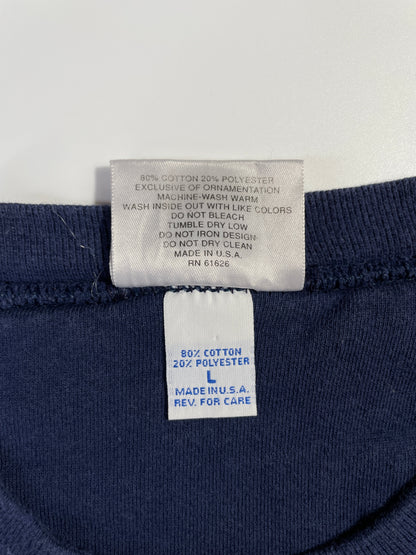 80% COTTON 20% POLYESTER
EXCLUSIVE OF ORNAMENTATION
MACHINE-WASH WARM
WASH INSIDE OUT WITH LIKE COLORS
DO NOT BLEACH
TUMBLE DRY LOW
DO NOT IRON DESIGN
DO NOT DRY CLEAN
MADE IN U.S.A.
RN 61626
80% COTTON
20% POLYESTER
L
MADE IN U.S.A.
REV. FOR CARE